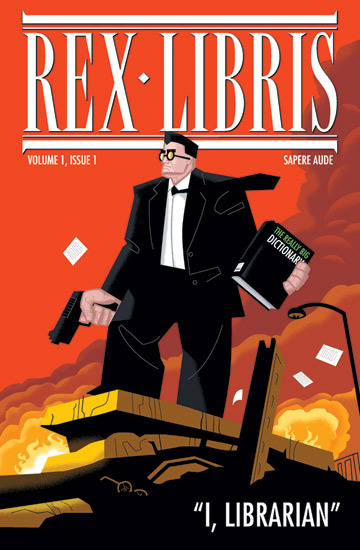 REX · LIBRIS
VOLUME 1, ISSUE 1
SAPERE AUDE
THE REALLY BIG
DICTIONARY
"I, LIBRARIAN"